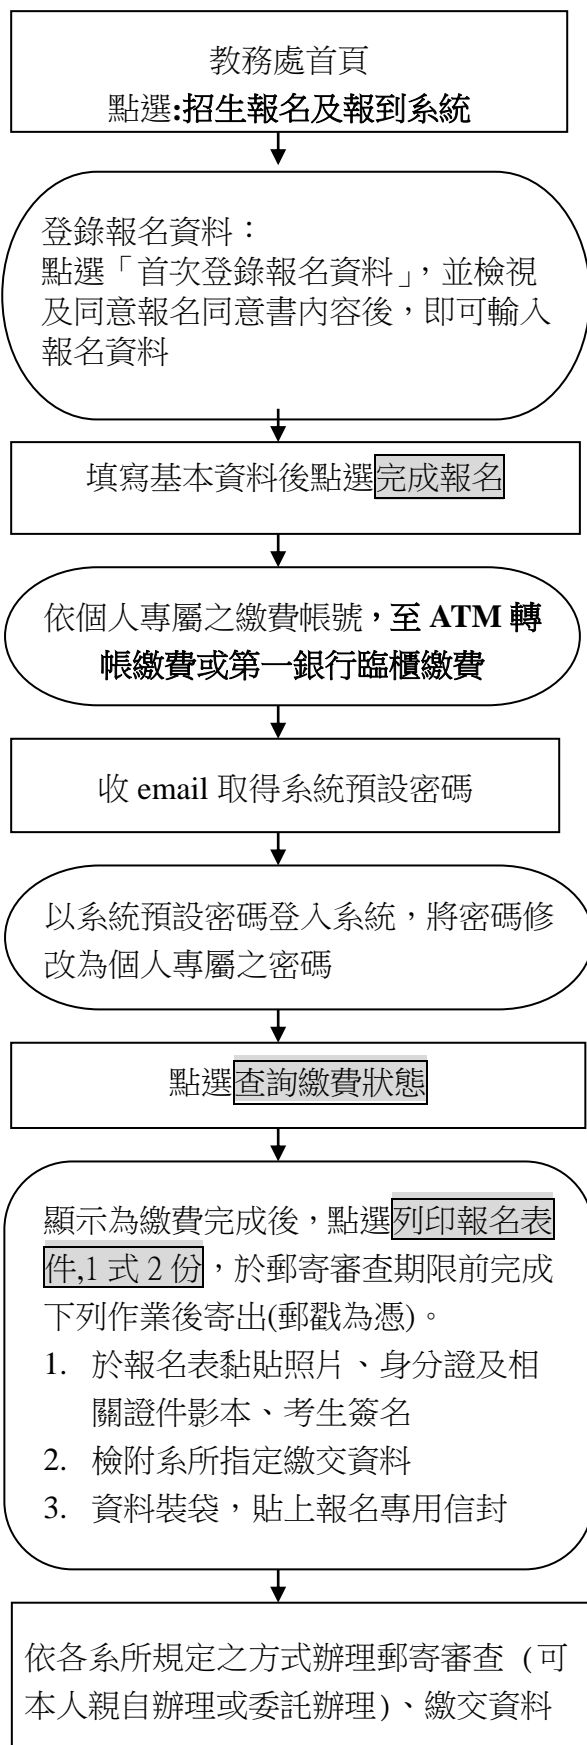 教務處首頁
點選:招生報名及報到系統
登錄報名資料：
點選「首次登錄報名資料」，並檢視
及同意報名同意書內容後，即可輸入
報名資料
填寫基本資料後點選完成報名
依個人專屬之繳費帳號，至 ATM 轉
帳繳費或第一銀行臨櫃繳費
收 email 取得系統預設密碼
以系統預設密碼登入系統，將密碼修
改為個人專屬之密碼
點選查詢繳費狀態
顯示為繳費完成後，點選列印報名表
件,1 式 2 份，於郵寄審查期限前完成
下列作業後寄出(郵戳為憑)。
1. 於報名表黏貼照片、身分證及相
關證件影本、考生簽名
2. 檢附系所指定繳交資料
3. 資料裝袋，貼上報名專用信封
依各系所規定之方式辦理郵寄審查 (可
本人親自辦理或委託辦理)、繳交資料